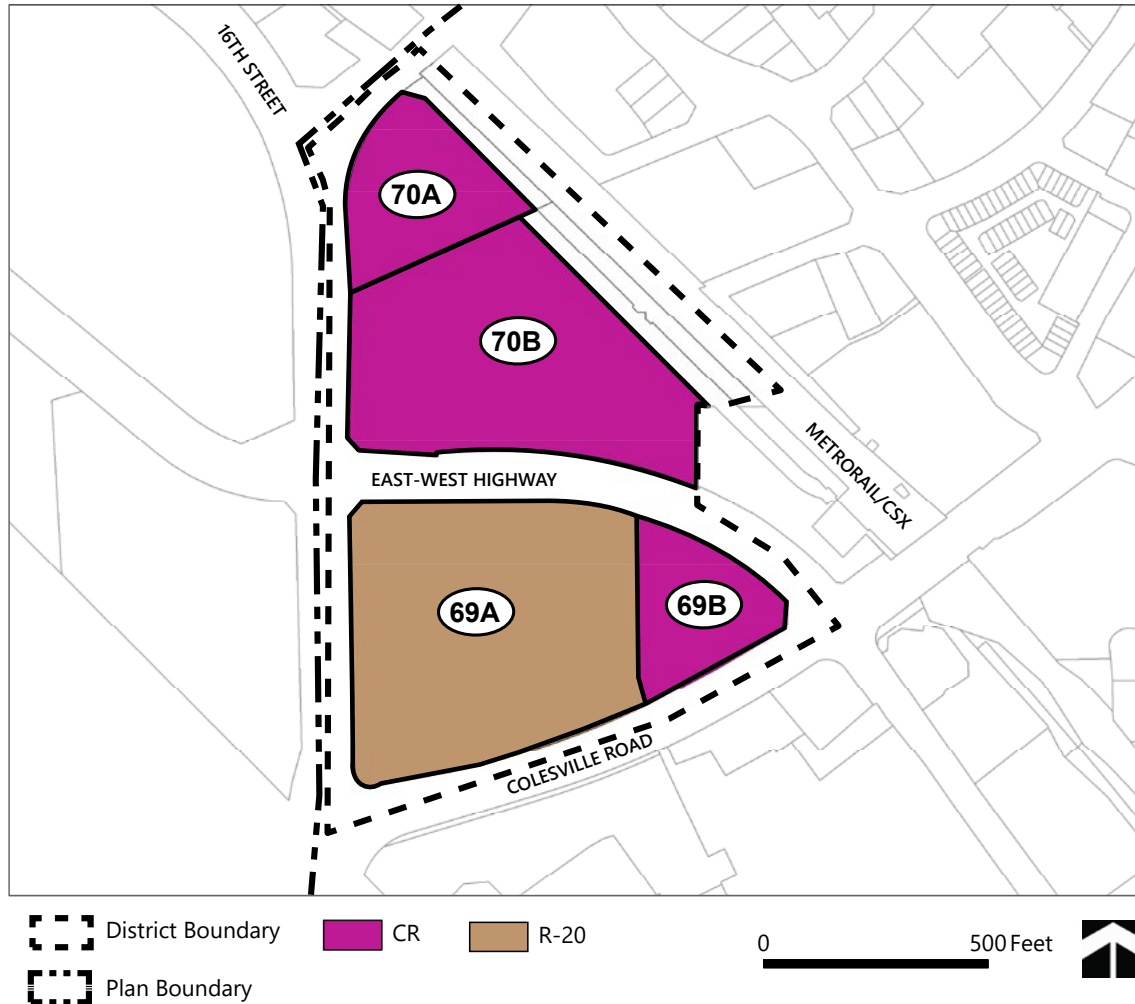 16TH STREET
70A
70B
METRORAIL/CSX
EAST-WEST HIGHWAY
69A
69B
COLESVILLE ROAD
District Boundary
CR
R-20
0
500 Feet
Plan Boundary